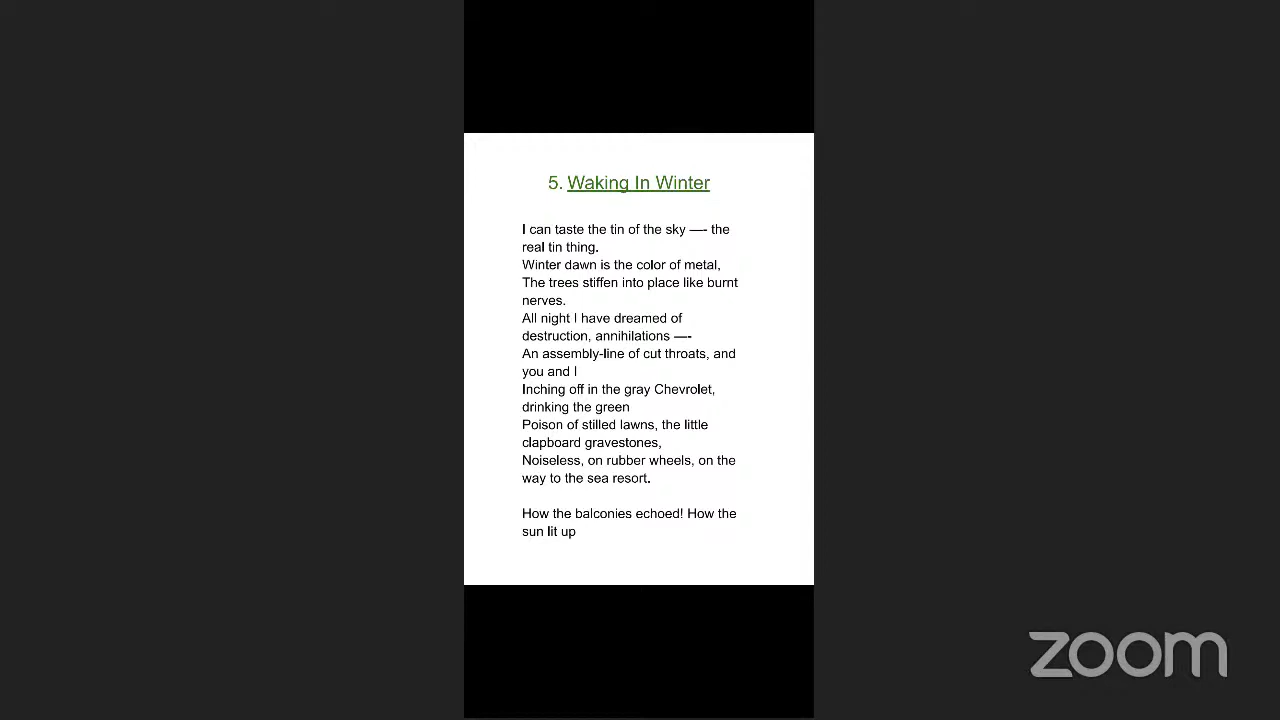 5. Waking In Winter
I can taste the tin of the sky —- the
real tin thing.
Winter dawn is the color of metal,
The trees stiffen into place like burnt
nerves.
All night I have dreamed of
destruction, annihilations —-
An assembly-line of cut throats, and
you and I
Inching off in the gray Chevrolet,
drinking the green
Poison of stilled lawns, the little
clapboard gravestones,
Noiseless, on rubber wheels, on the
way to the sea resort.
How the balconies echoed! How the
sun lit up
zoom